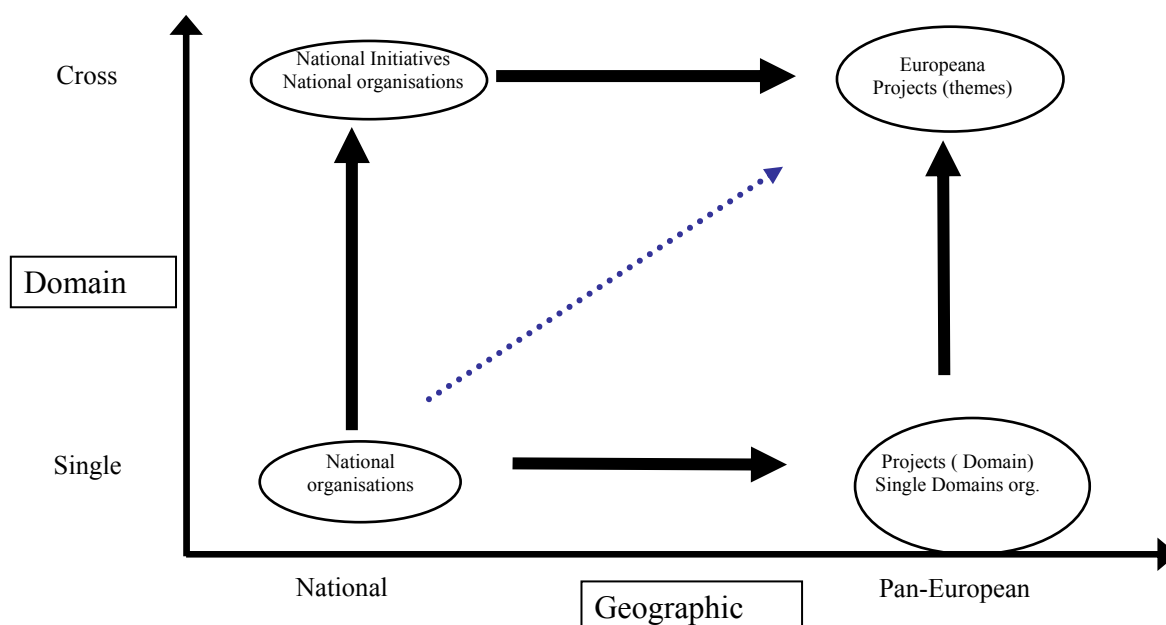 Cross
National Initiatives
National organisations
Europeana
Projects (themes)
Domain
Single
National
organisations
Projects ( Domain)
Single Domains org.
National
Geographic
Pan-European